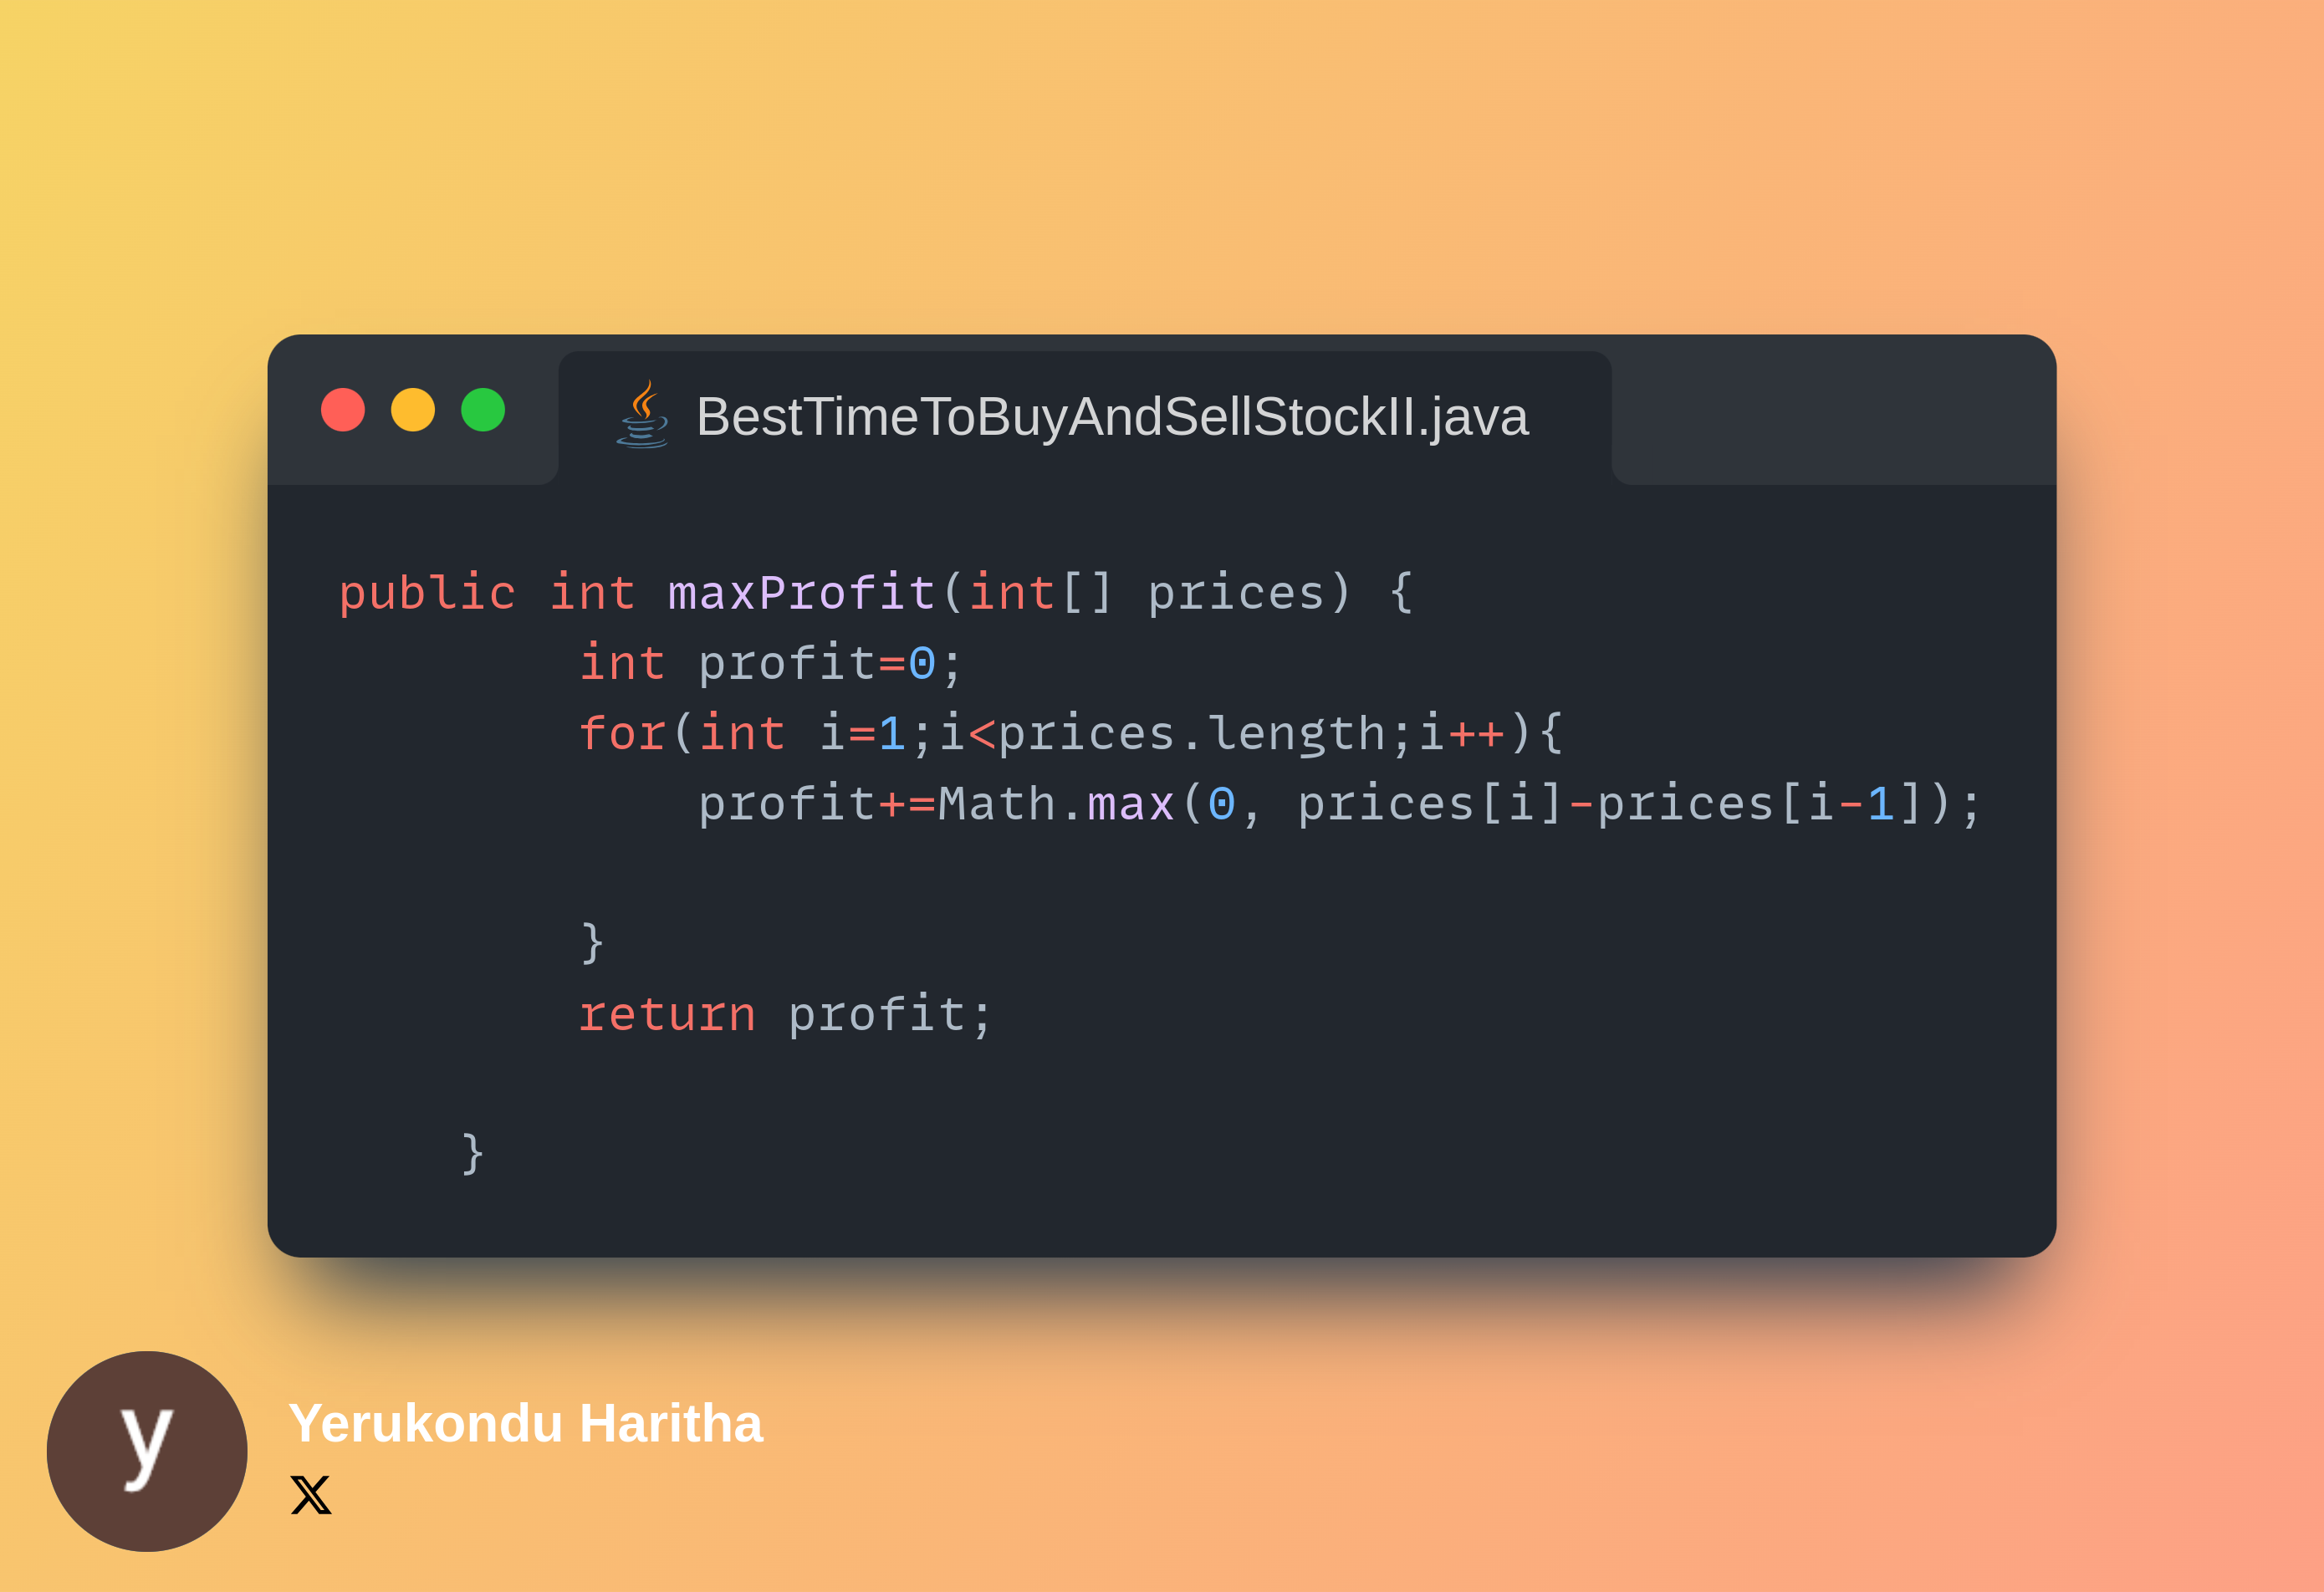 BestTimeToBuyAndSellStockII.java
public int maxProfit(int[] prices) {
        int profit=0;
        for(int i=1;i<prices.length;i++){
            profit+=Math.max(0, prices[i]-prices[i-1]);
        }
        return profit;
    }
y
Yerukondu Haritha
X